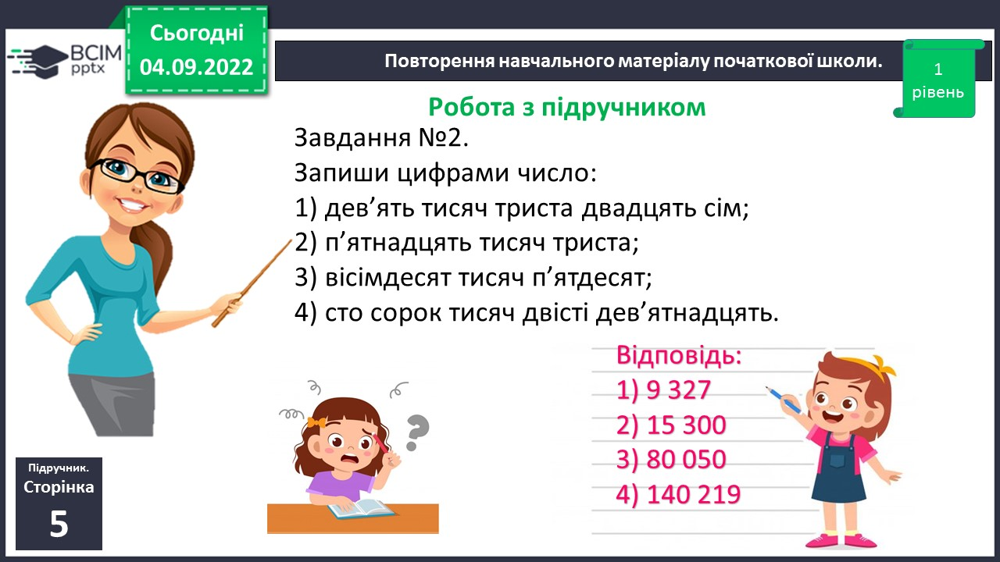 Сьогодні
04.09.2022
ВСІМ
pptx
Повторення навчального матеріалу початкової школи.
1
рівень
Робота з підручником
Завдання №2.
Запиши цифрами число:
1) дев’ять тисяч триста двадцять сім;
2) п’ятнадцять тисяч триста;
3) вісімдесят тисяч п’ятдесят;
4) сто сорок тисяч двісті дев’ятнадцять.
Відповідь:
1) 9 327
2) 15 300
3) 80 050
4) 140 219
?
Підручник.
Сторінка
5